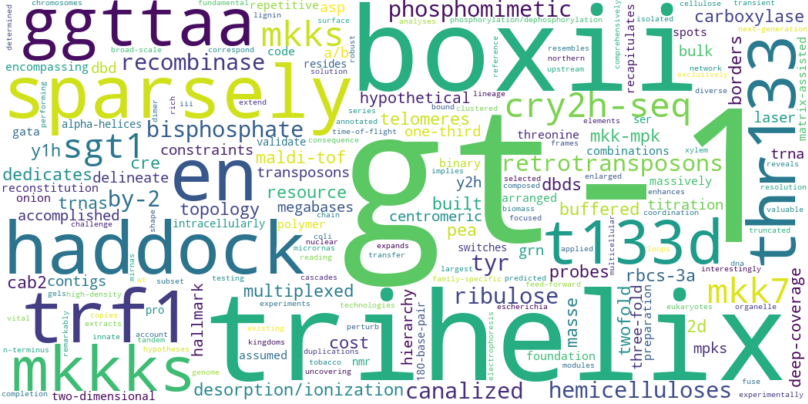 ggttaa
mkks
asp
phosphomimetic
repetitive
fundamental
chromosomes
lignin
surface
phosphorylation/dephosphorylation
isolated
cellulose
transient
carboxylase
next-generation
determined
broad-scale
correspond
code
a/b
analyses
boxii
comprehensively
recapitulates
northern
spots
network
exclusively
bulk
borders
matrix-assisted
encompassing
dbd
recombinase
resides
solution
robust
resembles
reference
upstream
diverse
performing
sparsely
hypothetical
lineage
cry2h-seq
laser
thr133
gata
alpha-helices
rich
iii
extend
bound
clustered
series
annotated
telomeres
time-of-flight
consequence
one-third
elements
threonine
frames
ser
mkk-mpk
combinations
massively
trna
reveals
y1h
bisphosphate
validate
constraints
maldi-tof
binary
implies
y2h
retrotransposons
sgt1
cre
en
transposons
gt-1
selected
composed
focused
dbds
enhances
xylem
resolution
dedicates
delineate
reconstitution
trnas
by-2
resource
built
arranged
enlarged
biomass
buffered
titration
valuable
onion
topology
megabases
centromeric
coordination
truncated
accomplished
intracellularly
shape
chain
polymer
coli
pea
t133d
haddock
challenge
micrornas
reading
nuclear
expands
transfer
switches
grn
applied
loops
dna
cab2
contigs
subset
testing
cascades
largest
family-specific
predicted
feed-forward
tyr
probes
rbcs-3a
interestingly
trf1
gels
high-density
hallmark
multiplexed
experiments
technologies
escherichia
ribulose
mkk7
vital
copies
extracts
pro
account
tandem
existing
perturb
trihelix
hierarchy
180-base-pair
masse
twofold
three-fold
preparation
2d
eukaryotes
organelle
mpks
deep-coverage
n-terminus
remarkably
innate
hypotheses
assumed
cost
nmr
kingdoms
duplications
tobacco
uncovering
electrophoresis
foundation
modules
mkkks
genome
completion
two-dimensional
desorption/ionization
canalized
hemicelluloses
fuse
experimentally